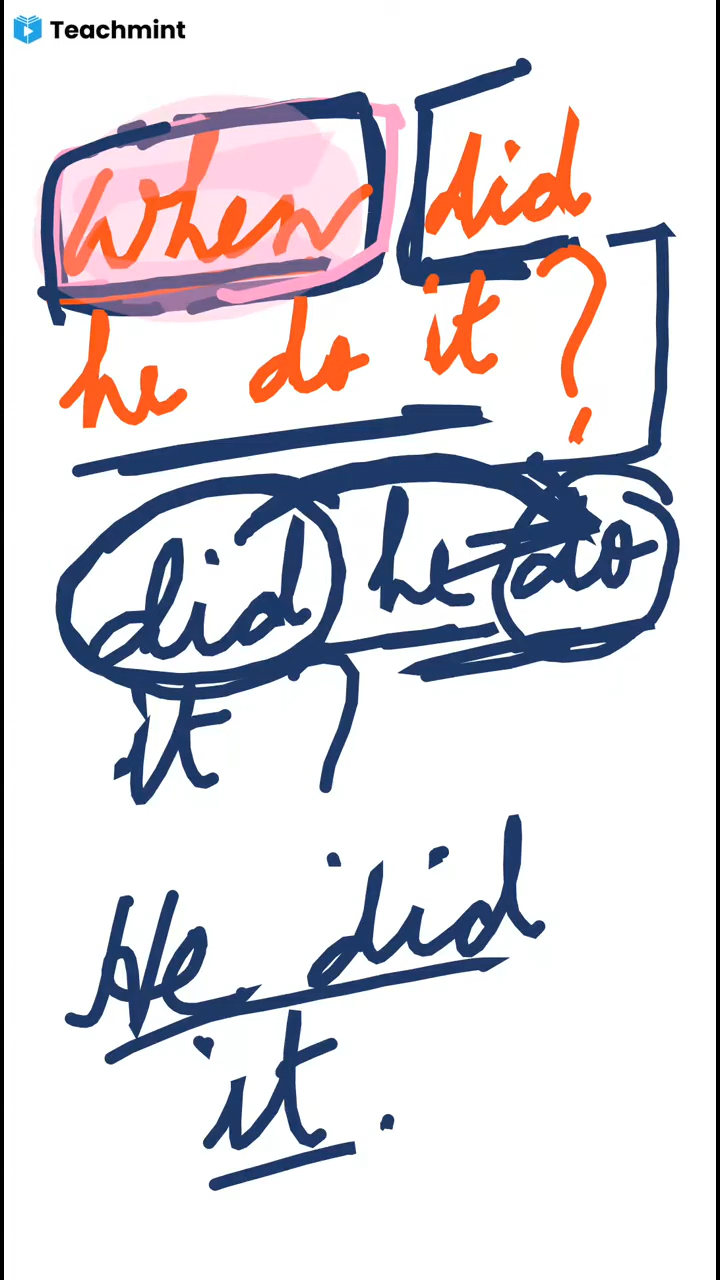 Teachmint
When did
he do it?
did he do
it?
He did
it.